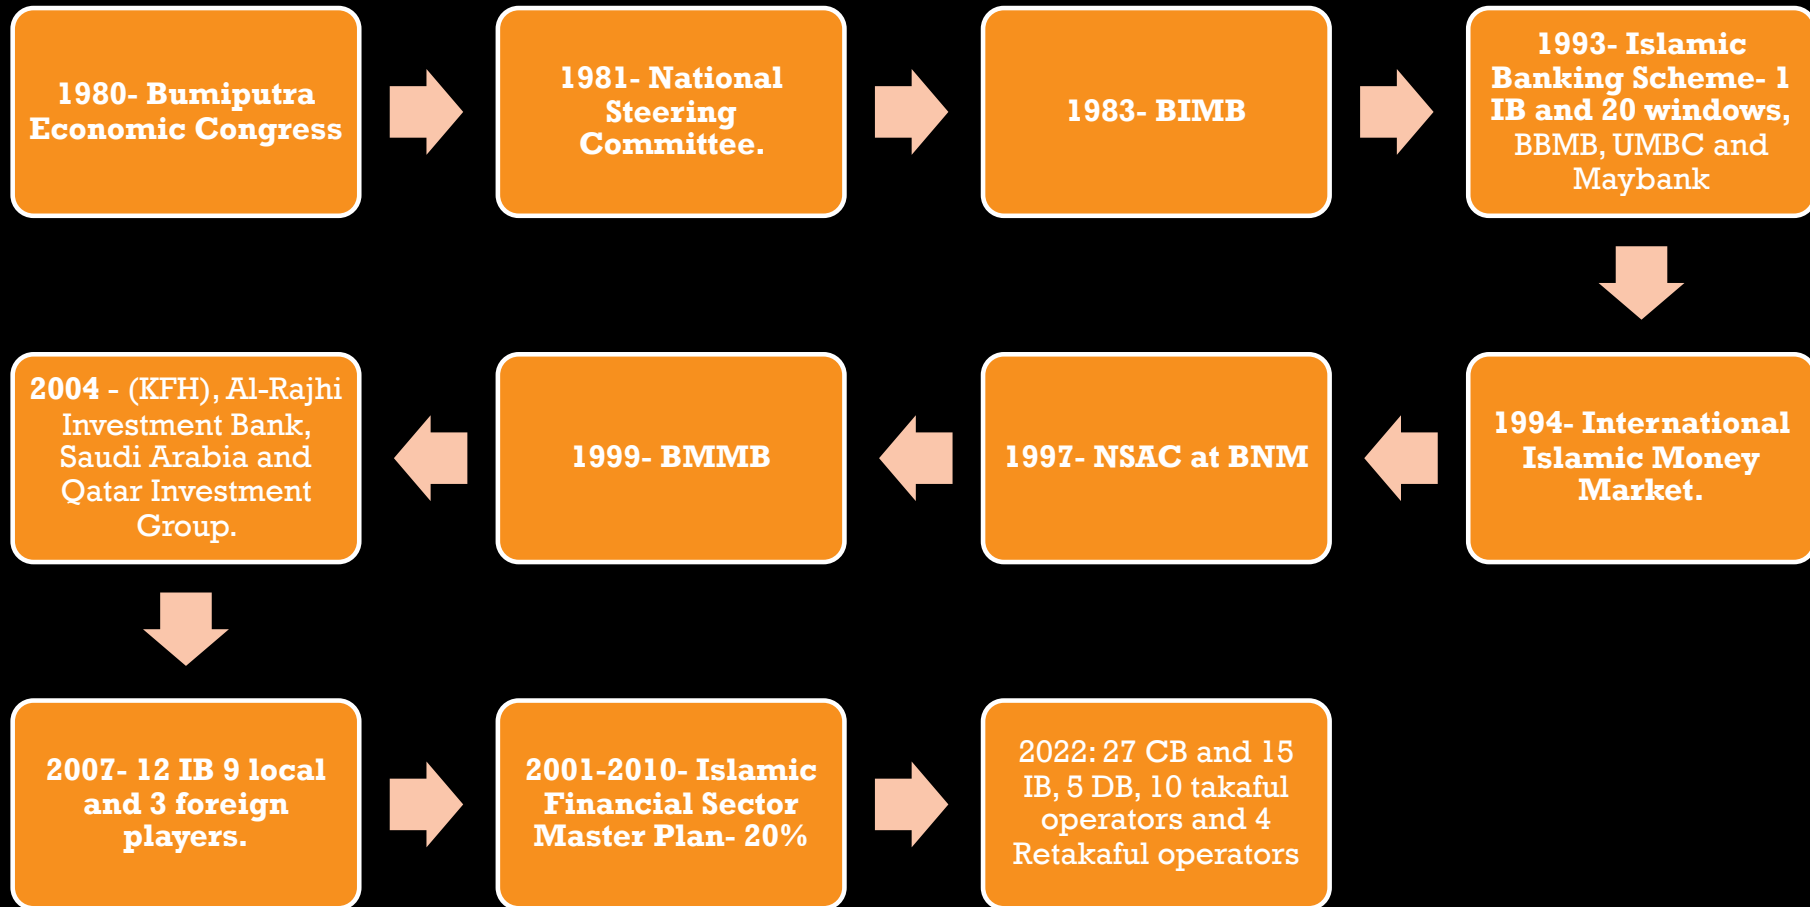 1980- Bumiputra
Economic Congress
1981- National
Steering
Committee.
1983- BIMB
1993- Islamic
Banking Scheme- 1
IB and 20 windows,
BBMB, UMBC and
Maybank
1994- International
Islamic Money
Market.
1997- NSAC at BNM
1999- BMMB
2004 - (KFH), Al-Rajhi
Investment Bank,
Saudi Arabia and
Qatar Investment
Group.
2007- 12 IB 9 local
and 3 foreign
players.
2001-2010- Islamic
Financial Sector
Master Plan- 20%
2022: 27 CB and 15
IB, 5 DB, 10 takaful
operators and 4
Retakaful operators